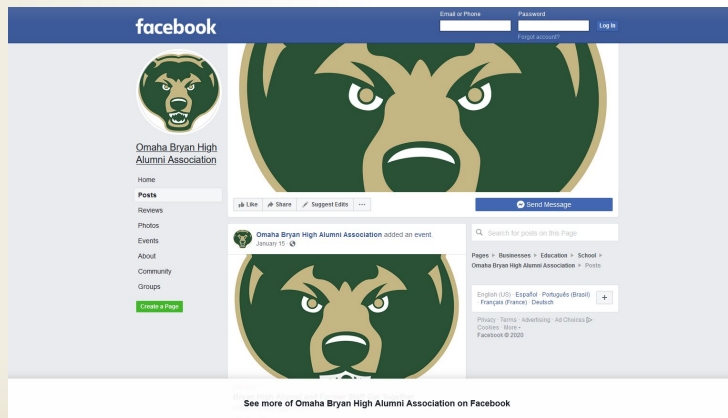 facebook
Email or Phone
Password
Log In
Forgot account?
Omaha Bryan High
Alumni Association
Home
Posts
Reviews
Photos
Events
About
Community
Groups
Create a Page
Like
Share
Suggest Edits
Send Message
Omaha Bryan High Alumni Association added an event.
January 15 ·
Search for posts on this Page
Pages
Businesses
Education
School
Omaha Bryan High Alumni Association
Posts
English (US) · Español · Português (Brasil)
· Français (France) · Deutsch
+
Privacy · Terms · Advertising · Ad Choices ·
Cookies · More
Facebook © 2020
See more of Omaha Bryan High Alumni Association on Facebook